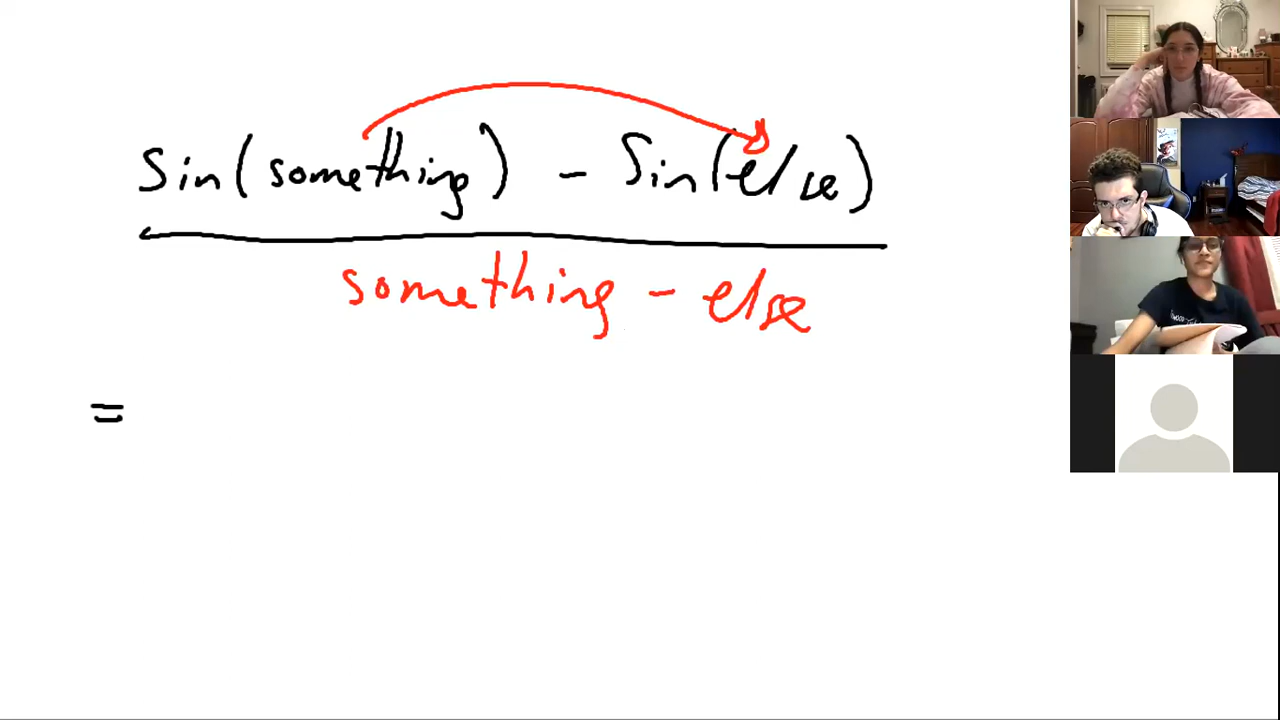 Sin(something) - Sin(else)
something - else
=